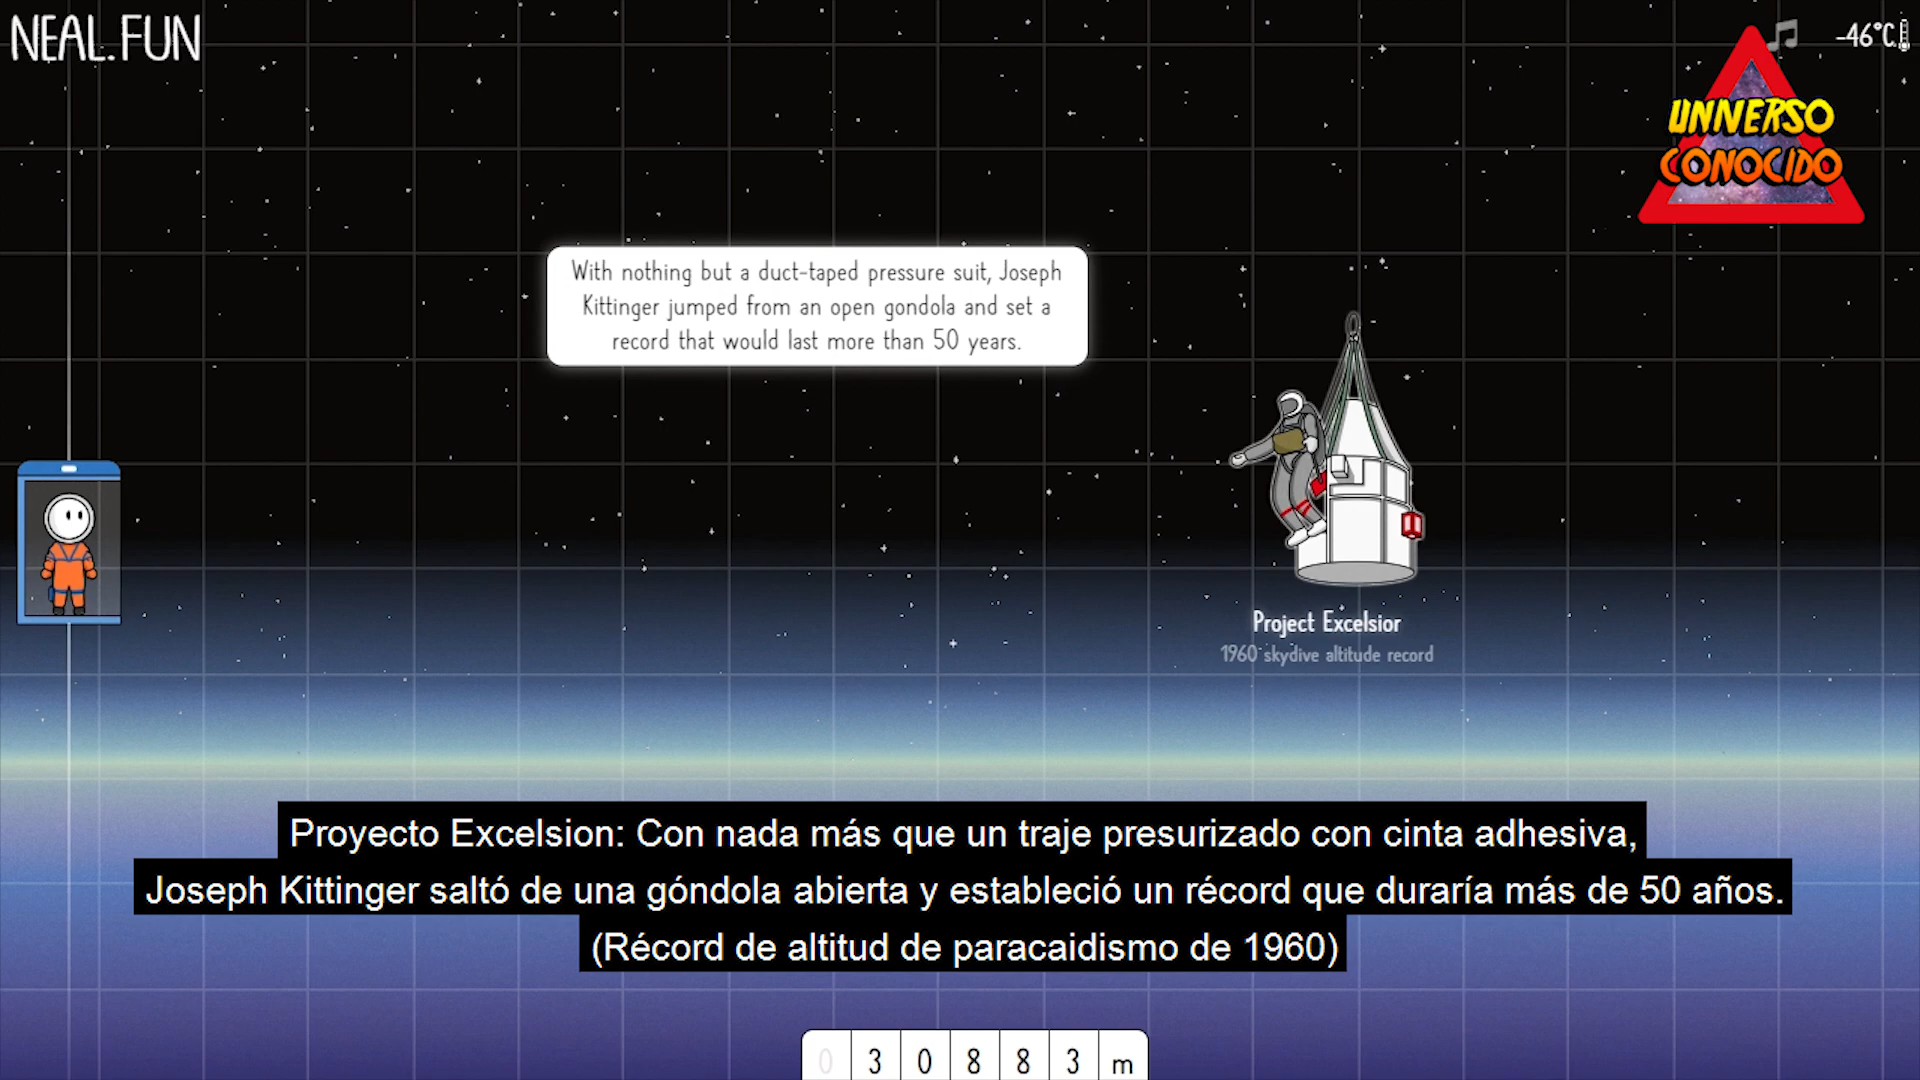 NEAL.FUN
-46°C
UNIVERSO
CONOCIDO
With nothing but a duct-taped pressure suit, Joseph
Kittinger jumped from an open gondola and set a
record that would last more than 50 years.
Project Excelsior
1960 skydive altitude record
Proyecto Excelsion: Con nada más que un traje presurizado con cinta adhesiva,
Joseph Kittinger saltó de una góndola abierta y estableció un récord que duraría más de 50 años.
(Récord de altitud de paracaidismo de 1960)
0 3 0 8 8 3 m